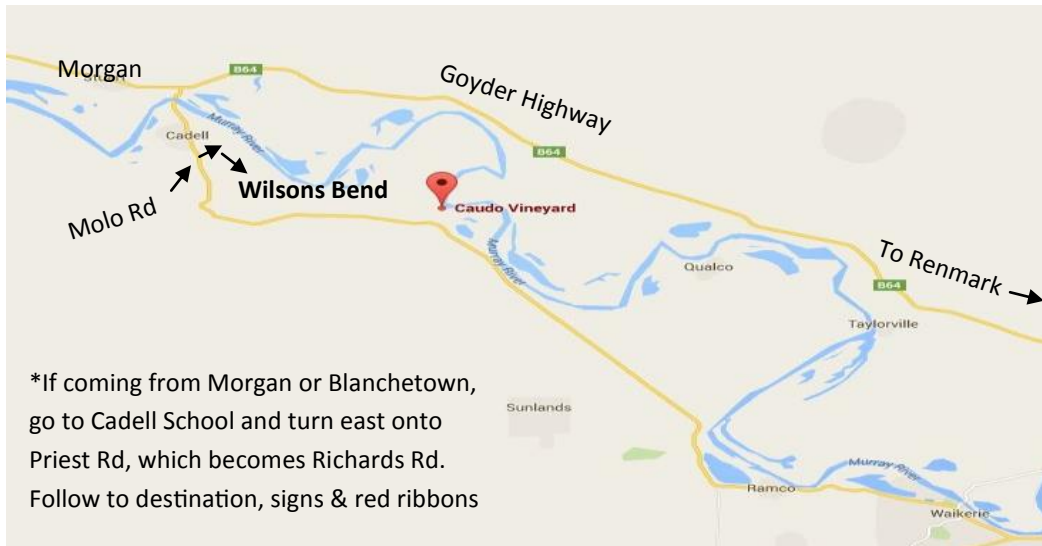 Morgan
B64
Goyder Highway
Murray River
Cadell
B64
Molo Rd
Wilsons Bend
Caudo Vineyard
Murray River
Qualco
To Renmark
B64
Taylorville
*If coming from Morgan or Blanchetown,
go to Cadell School and turn east onto
Priest Rd, which becomes Richards Rd.
Follow to destination, signs & red ribbons
Sunlands
Murray River
Ramco
Waikerie